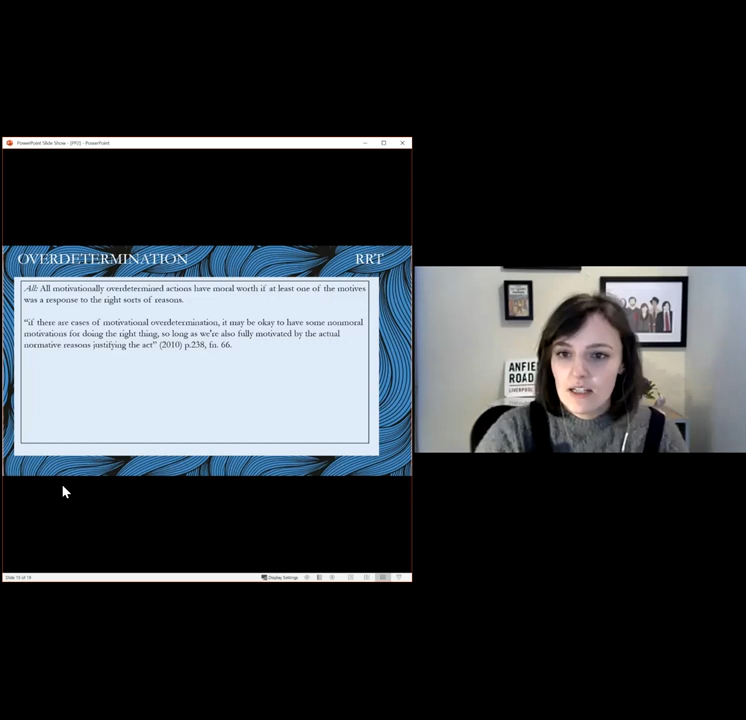 PowerPoint Slide Show - [PP2] - PowerPoint
OVERDETERMINATION
RRT
All: All motivationally overdetermined actions have moral worth if at least one of the motives
was a response to the right sorts of reasons.
“if there are cases of motivational overdetermination, it may be okay to have some nonmoral
motivations for doing the right thing, so long as we're also fully motivated by the actual
normative reasons justifying the act” (2010) p.238, fn. 66.
ANFIE
ROAD
LIVERPOOL
Display Settings